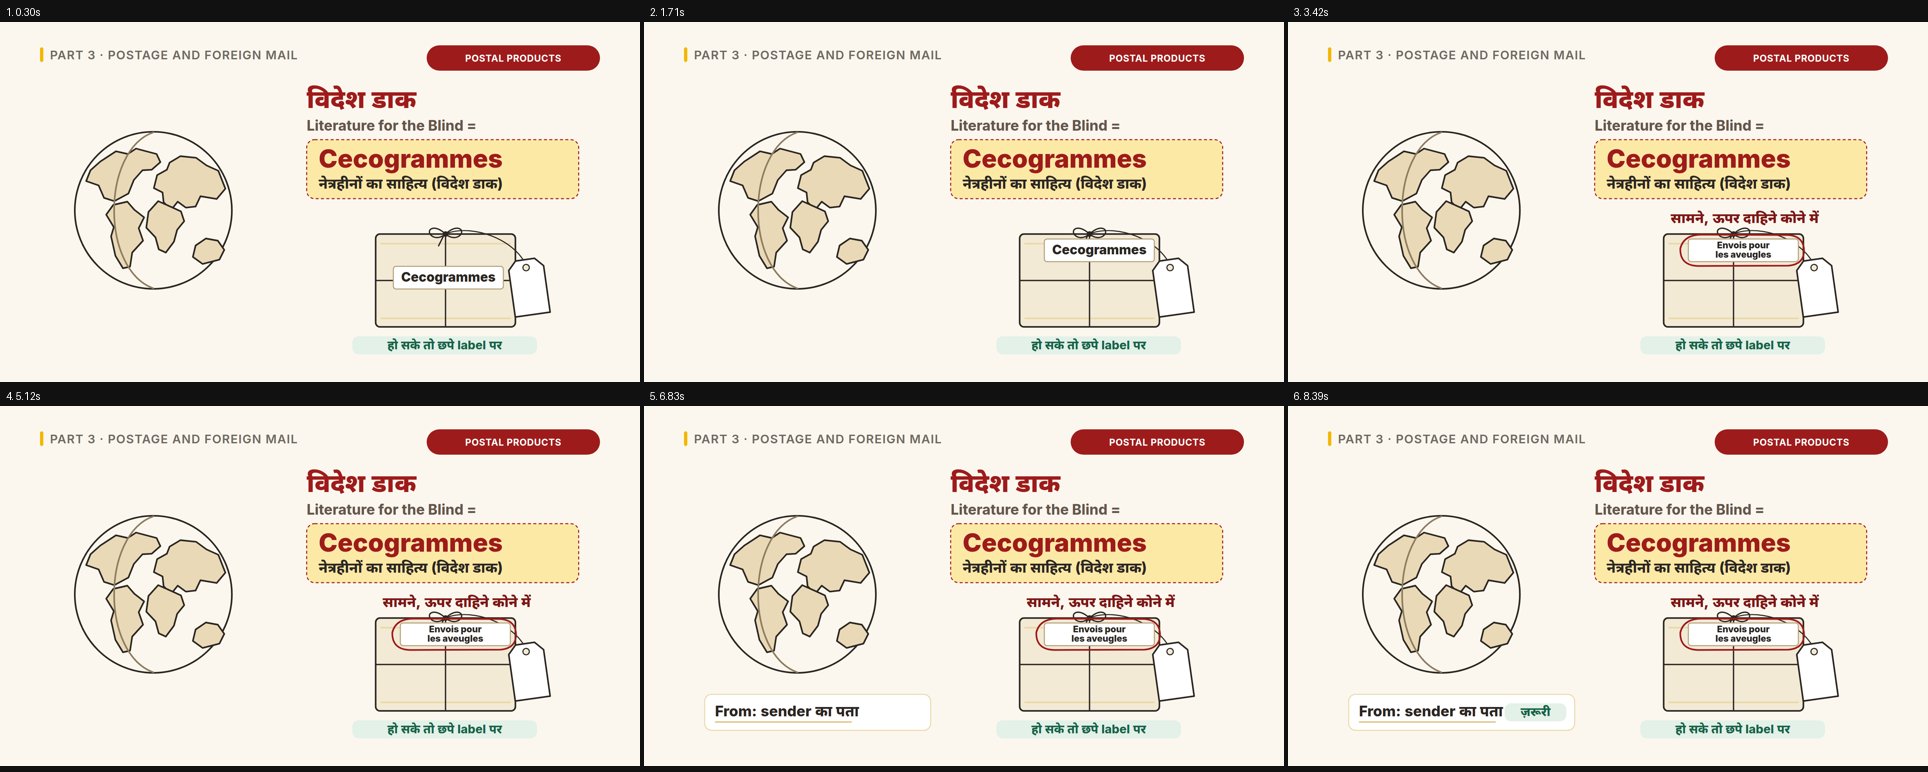 1. 0.30s
PART 3 · POSTAGE AND FOREIGN MAIL
POSTAL PRODUCTS
विदेश डाक
Literature for the Blind =
Cecogrammes
नेत्रहीनों का साहित्य (विदेश डाक)
Cecogrammes
हो सके तो छपे label पर
2. 1.71s
PART 3 · POSTAGE AND FOREIGN MAIL
POSTAL PRODUCTS
विदेश डाक
Literature for the Blind =
Cecogrammes
नेत्रहीनों का साहित्य (विदेश डाक)
Cecogrammes
हो सके तो छपे label पर
3. 3.42s
PART 3 · POSTAGE AND FOREIGN MAIL
POSTAL PRODUCTS
विदेश डाक
Literature for the Blind =
Cecogrammes
नेत्रहीनों का साहित्य (विदेश डाक)
सामने, ऊपर दाहिने कोने में
Envois pour
les aveugles
हो सके तो छपे label पर
4. 5.12s
PART 3 · POSTAGE AND FOREIGN MAIL
POSTAL PRODUCTS
विदेश डाक
Literature for the Blind =
Cecogrammes
नेत्रहीनों का साहित्य (विदेश डाक)
सामने, ऊपर दाहिने कोने में
Envois pour
les aveugles
हो सके तो छपे label पर
5. 6.83s
PART 3 · POSTAGE AND FOREIGN MAIL
POSTAL PRODUCTS
विदेश डाक
Literature for the Blind =
Cecogrammes
नेत्रहीनों का साहित्य (विदेश डाक)
सामने, ऊपर दाहिने कोने में
Envois pour
les aveugles
From: sender का पता
हो सके तो छपे label पर
6. 8.39s
PART 3 · POSTAGE AND FOREIGN MAIL
POSTAL PRODUCTS
विदेश डाक
Literature for the Blind =
Cecogrammes
नेत्रहीनों का साहित्य (विदेश डाक)
सामने, ऊपर दाहिने कोने में
Envois pour
les aveugles
From: sender का पता ज़रूरी
हो सके तो छपे label पर